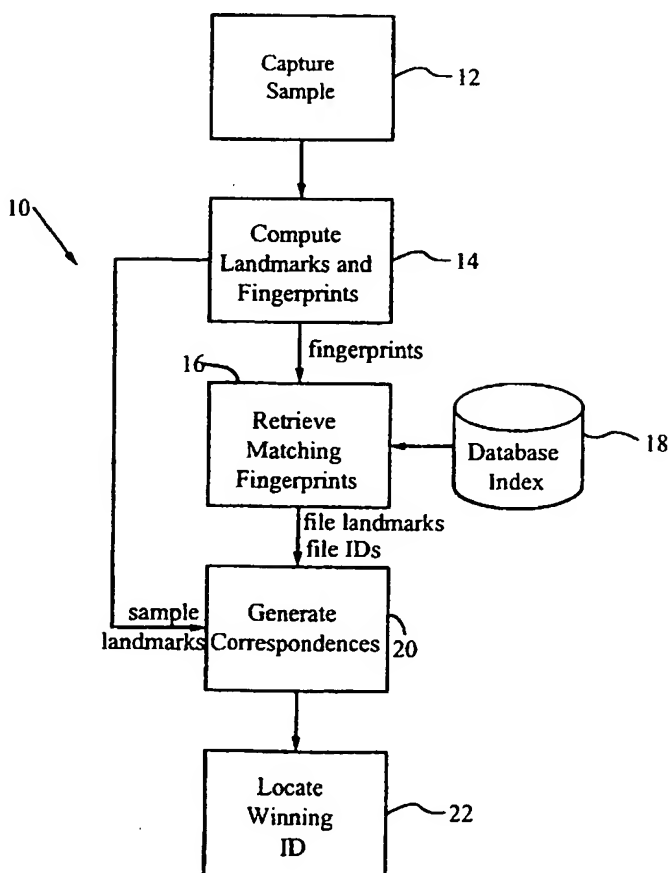 Capture
Sample
12
10
Compute
Landmarks and
Fingerprints
14
fingerprints
16
Retrieve
Matching
Fingerprints
Database
Index
18
file landmarks
file IDs
sample
landmarks
Generate
Correspondences
20
Locate
Winning
ID
22